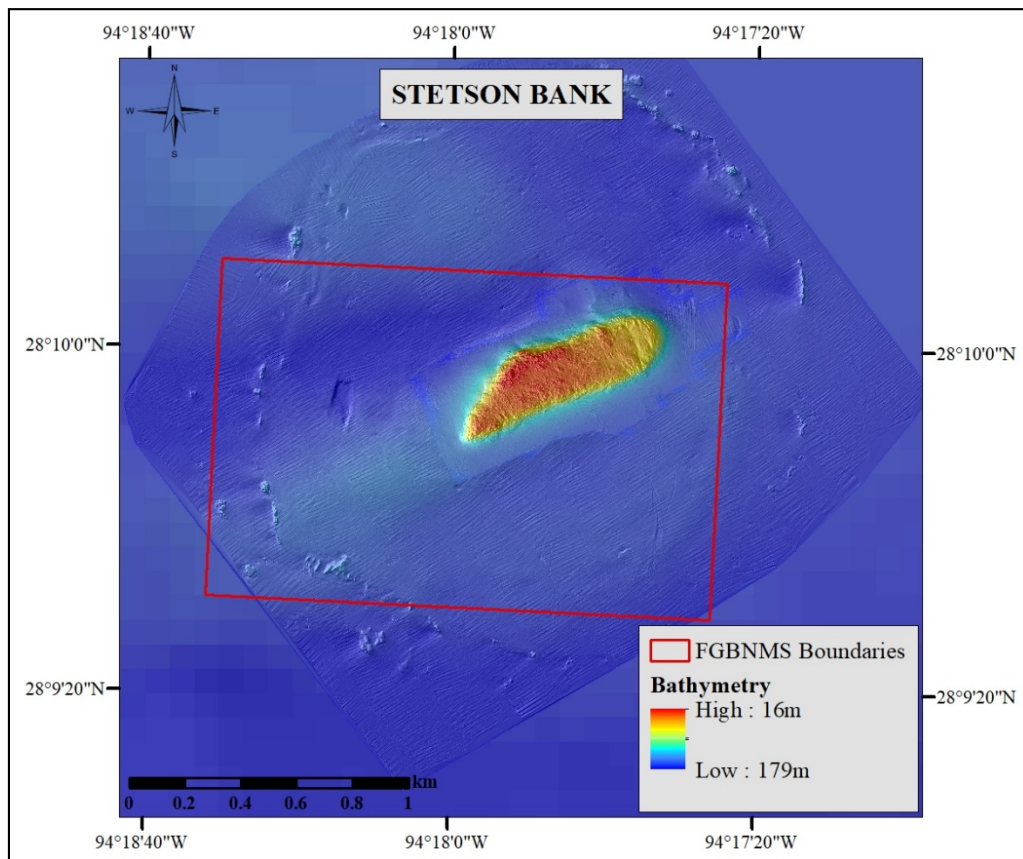 94°18'40"W 94°18'0"W 94°17'20"W
N
W E
S
STETSON BANK
28°10'0"N 28°10'0"N
FGBNMS Boundaries
Bathymetry
High : 16m
Low : 179m
28°9'20"N 28°9'20"N
km
0 0.2 0.4 0.6 0.8 1
94°18'40"W 94°18'0"W 94°17'20"W